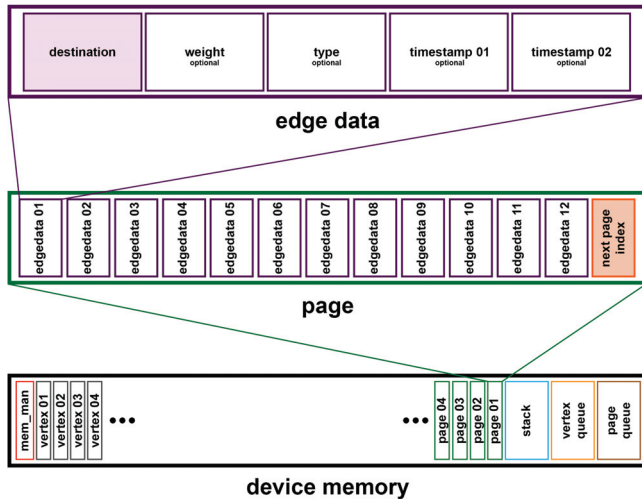 destination
weight
optional
type
optional
timestamp 01
optional
timestamp 02
optional
edge data
edgedata 01
edgedata 02
edgedata 03
edgedata 04
edgedata 05
edgedata 06
edgedata 07
edgedata 08
edgedata 09
edgedata 10
edgedata 11
edgedata 12
next page
index
page
mem_man
vertex 01
vertex 02
vertex 03
vertex 04
•••
•••
page 04
page 03
page 02
page 01
stack
vertex
queue
page
queue
device memory